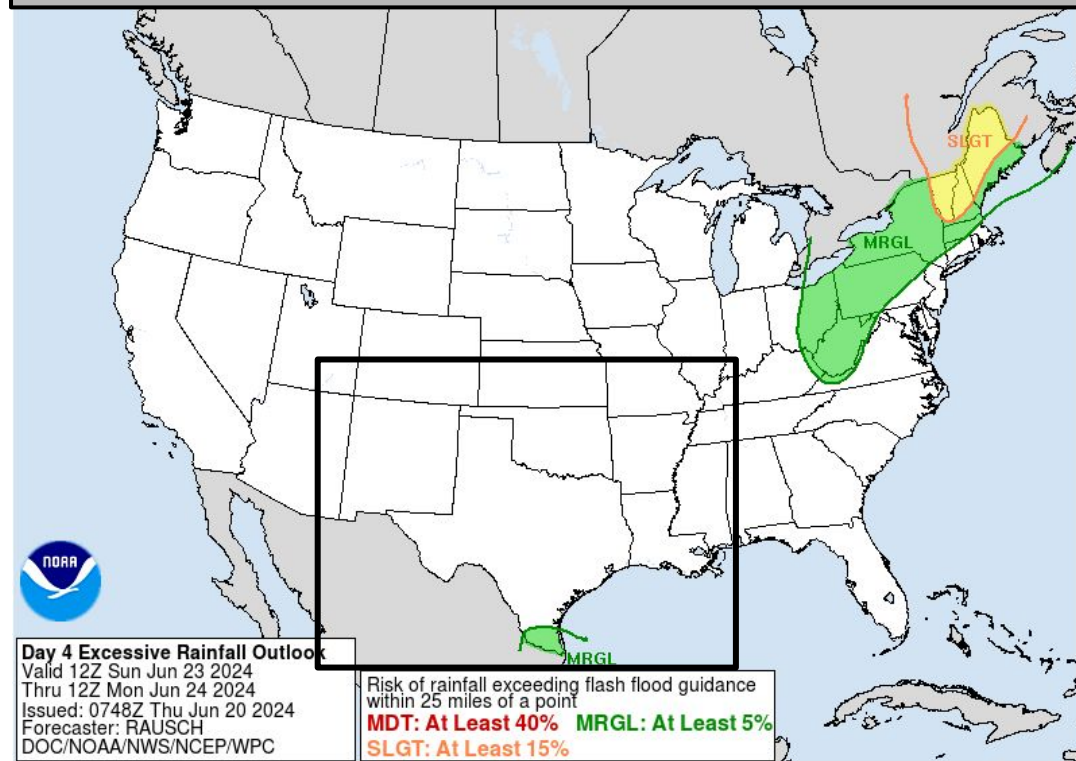 SLGT
MRGL
NOAA
MRGL
Day 4 Excessive Rainfall Outlook
Valid 12Z Sun Jun 23 2024
Thru 12Z Mon Jun 24 2024
Issued: 0748Z Thu Jun 20 2024
Forecaster: RAUSCH
DOC/NOAA/NWS/NCEP/WPC
Risk of rainfall exceeding flash flood guidance
within 25 miles of a point
MDT: At Least 40% MRGL: At Least 5%
SLGT: At Least 15%